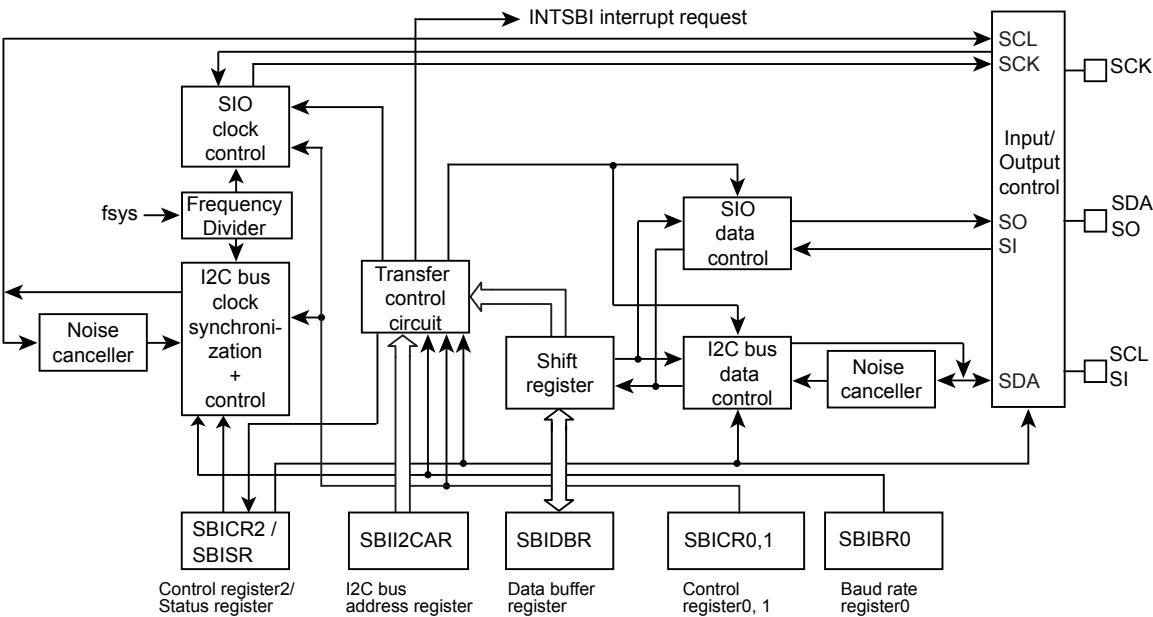 INTSBI interrupt request
SCL
SCK
SCK
SIO
clock
control
Input/
Output
control
fsys
Frequency
Divider
SIO
data
control
SO
SI
SDA
SO
I2C bus
clock
synchroni-
zation
+
control
Transfer
control
circuit
Noise
canceller
Shift
register
I2C bus
data
control
Noise
canceller
SDA
SCL
SI
SBICR2 /
SBISR
SBII2CAR
SBIDBR
SBICR0,1
SBIBR0
Control register2/
Status register
I2C bus
address register
Data buffer
register
Control
register0, 1
Baud rate
register0